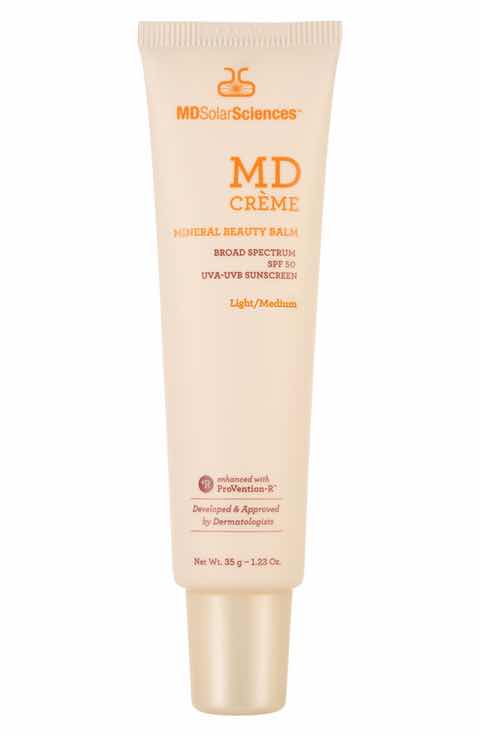 MDSolarSciences™
MD
CRÈME
MINERAL BEAUTY BALM
BROAD SPECTRUM
SPF 50
UVA-UVB SUNSCREEN
Light/Medium
+R enhanced with
ProVention+R™
Developed & Approved
by Dermatologists
Net Wt. 35 g – 1.23 Oz.